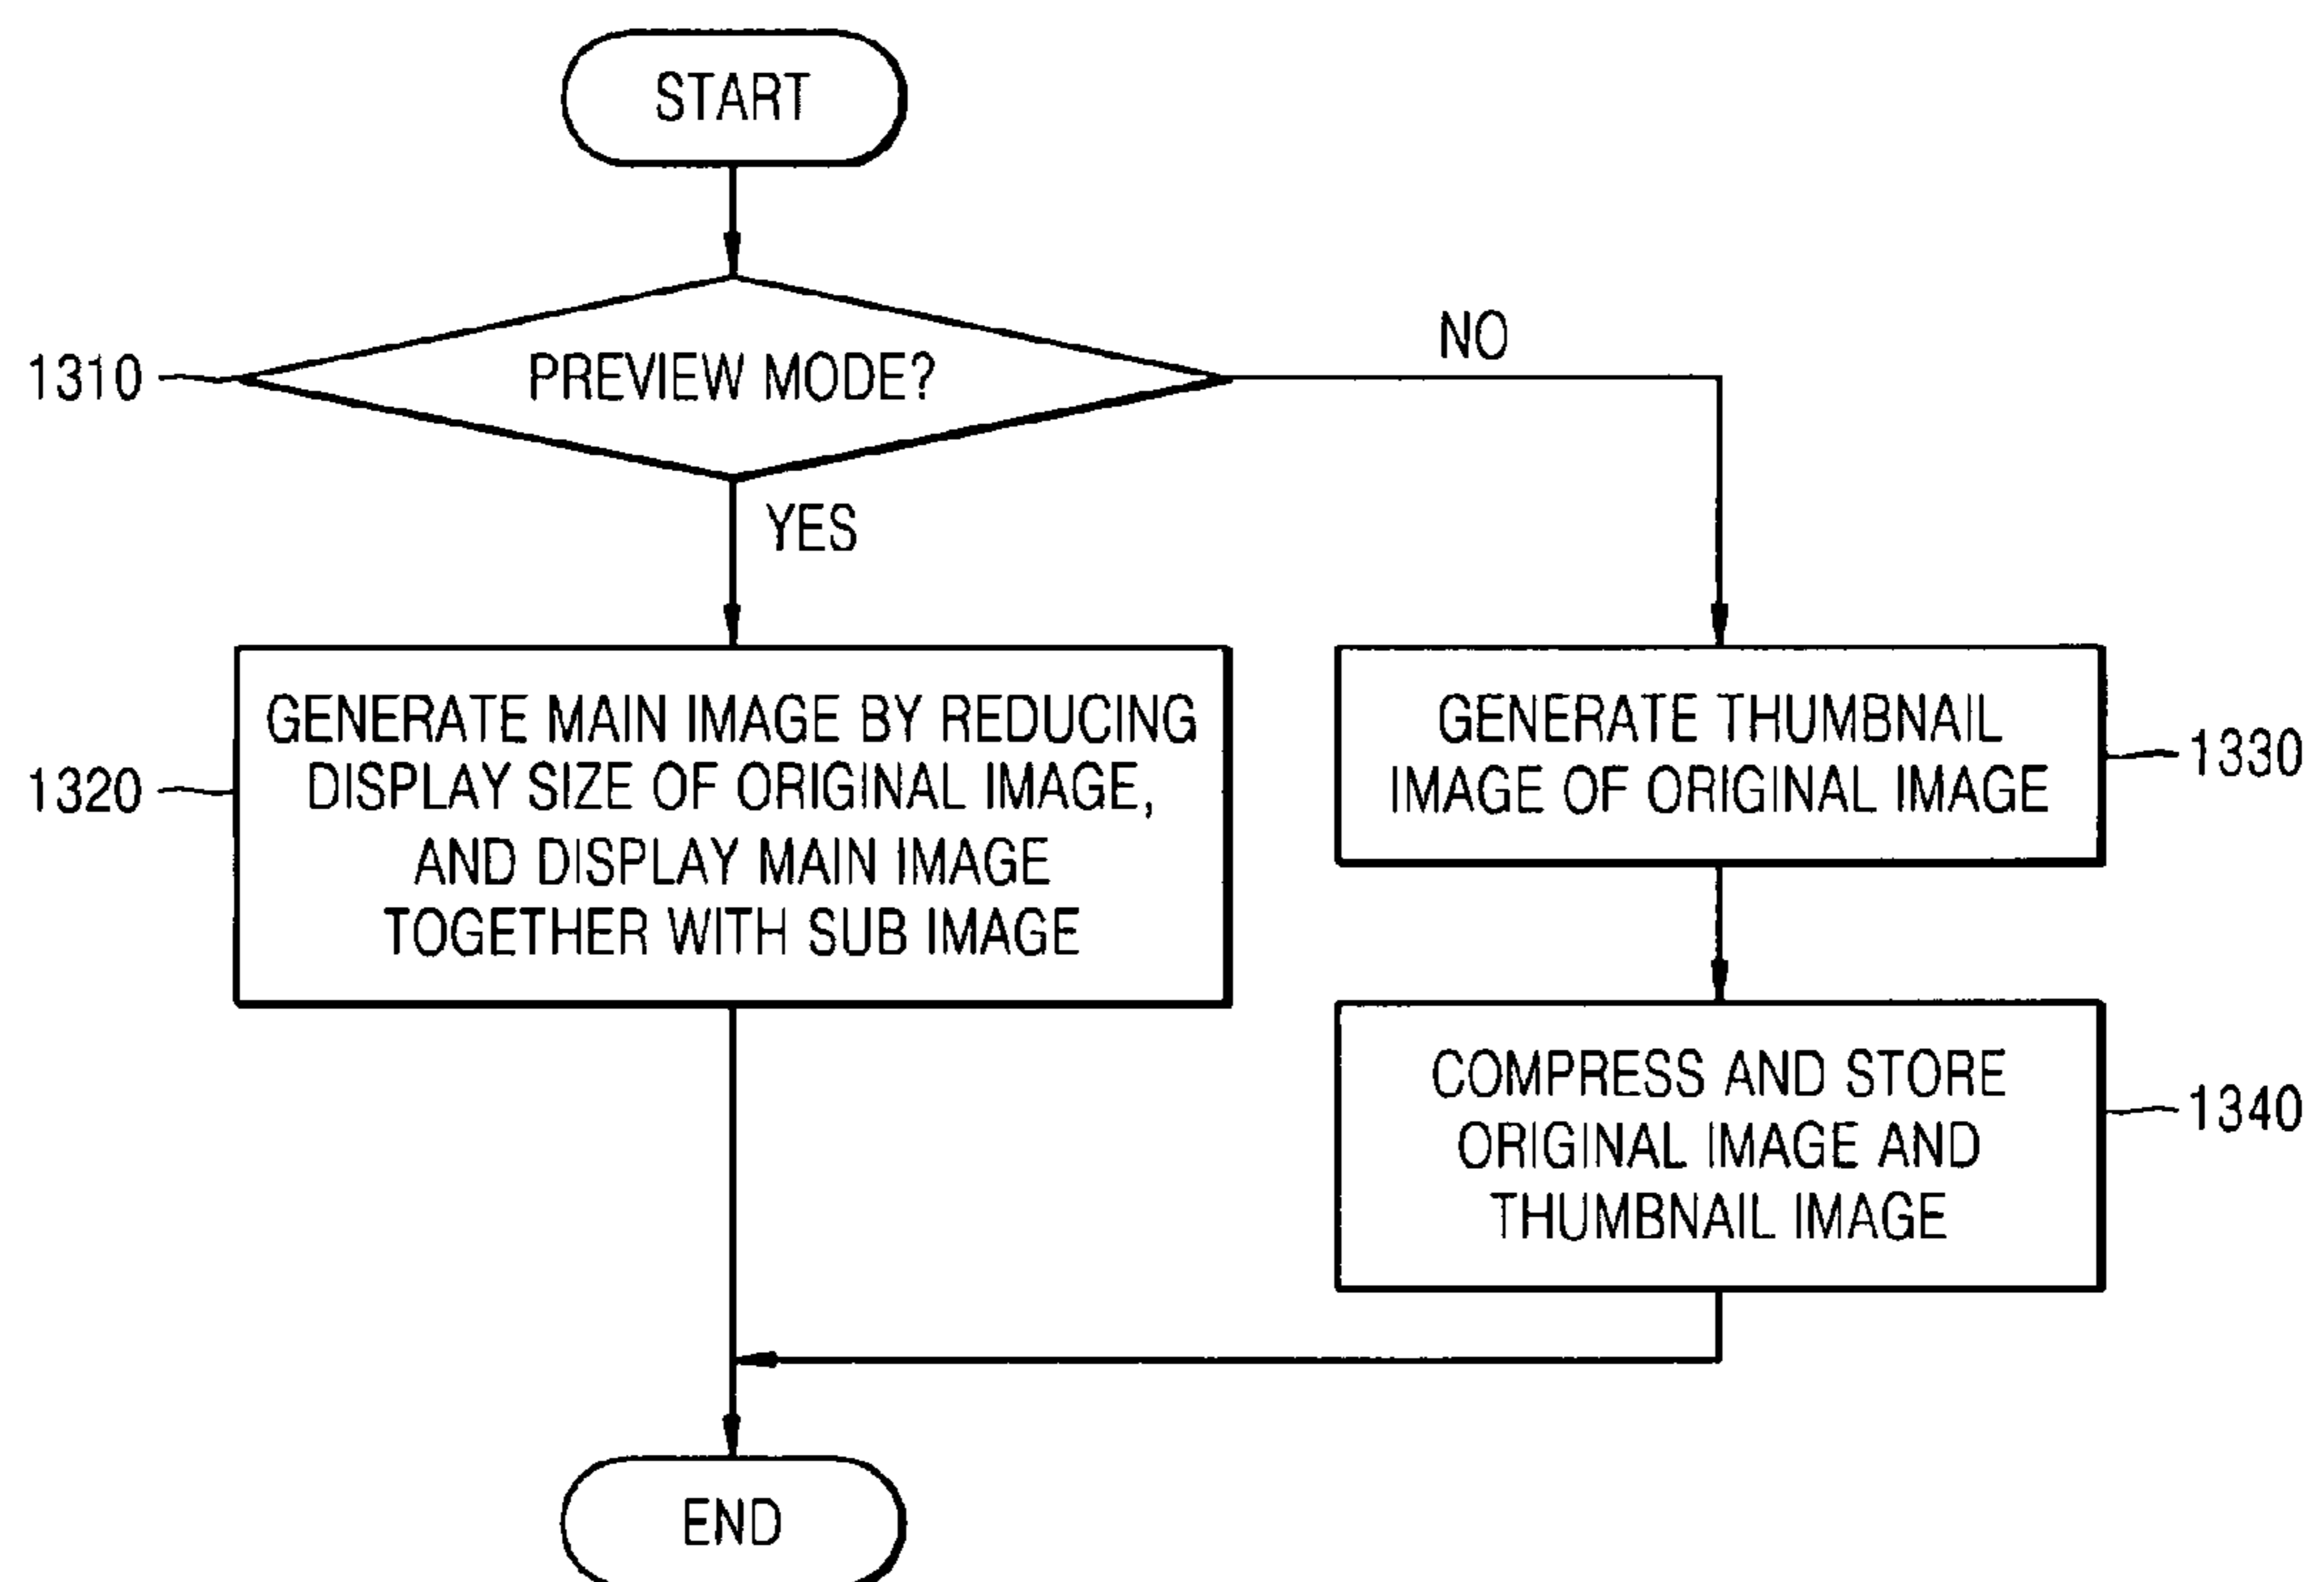 START
1310
PREVIEW MODE?
NO
YES
1320
GENERATE MAIN IMAGE BY REDUCING
DISPLAY SIZE OF ORIGINAL IMAGE,
AND DISPLAY MAIN IMAGE
TOGETHER WITH SUB IMAGE
GENERATE THUMBNAIL
IMAGE OF ORIGINAL IMAGE
1330
COMPRESS AND STORE
ORIGINAL IMAGE AND
THUMBNAIL IMAGE
1340
END